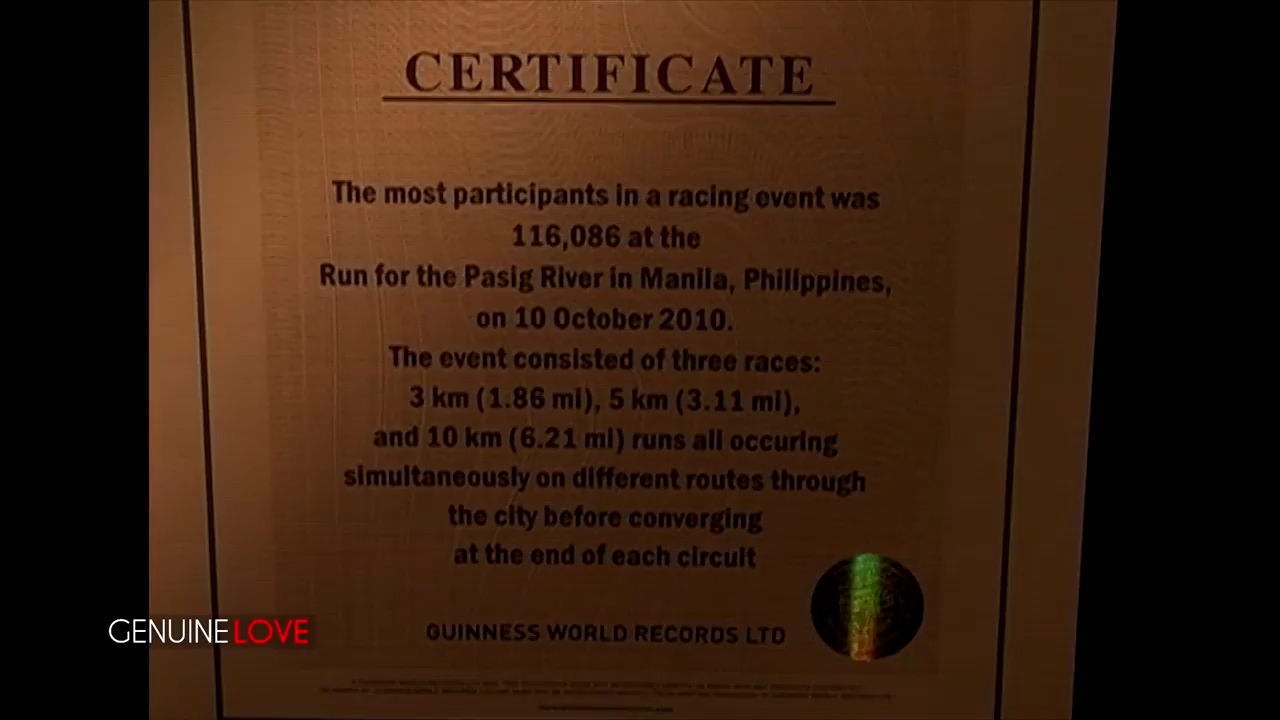 CERTIFICATE
The most participants in a racing event was
116,086 at the
Run for the Pasig River in Manila, Philippines,
on 10 October 2010.
The event consisted of three races:
3 km (1.86 mi), 5 km (3.11 mi),
and 10 km (6.21 mi) runs all occuring
simultaneously on different routes through
the city before converging
at the end of each circuit
GENUINE LOVE
GUINNESS WORLD RECORDS LTD